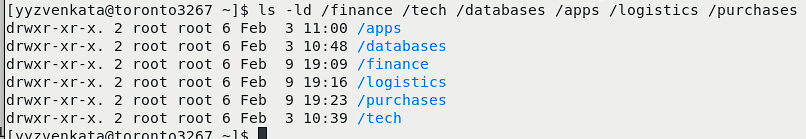 [yyzvenkata@toronto3267 ~]$ ls -ld /finance /tech /databases /apps /logistics /purchases
drwxr-xr-x. 2 root root 6 Feb  3 11:00 /apps
drwxr-xr-x. 2 root root 6 Feb  3 10:48 /databases
drwxr-xr-x. 2 root root 6 Feb  9 19:09 /finance
drwxr-xr-x. 2 root root 6 Feb  9 19:16 /logistics
drwxr-xr-x. 2 root root 6 Feb  9 19:23 /purchases
drwxr-xr-x. 2 root root 6 Feb  3 10:39 /tech
[yyzvenkata@toronto3267 ~]$